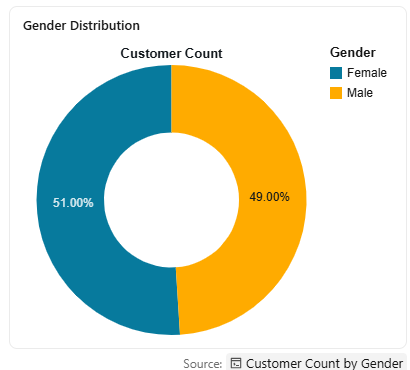 Gender Distribution
Customer Count
Gender
Female
Male
51.00%
49.00%
Source: Customer Count by Gender